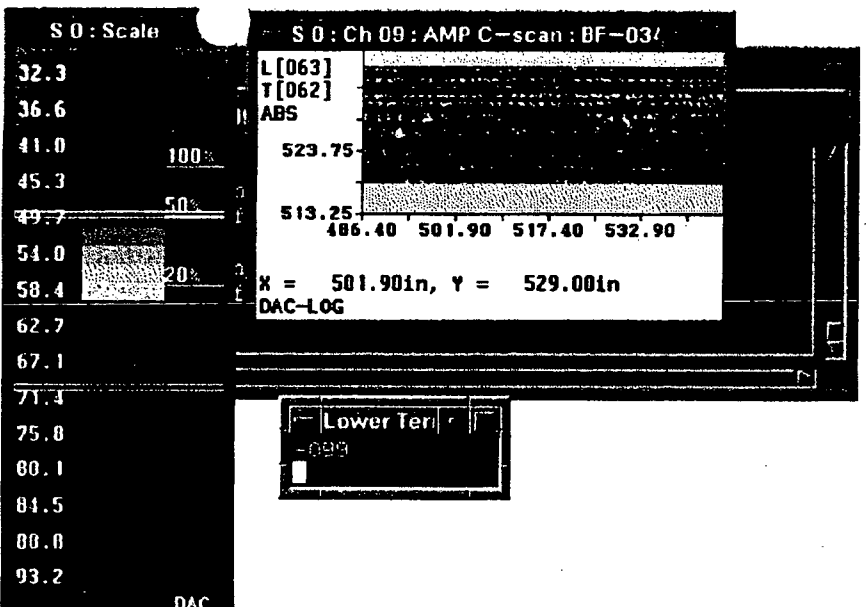 S 0 : Scale
32.3
36.6
41.0
45.3
49.7
54.0
58.4
62.7
67.1
71.4
75.8
80.1
84.5
88.8
93.2
100%
50%
20%
DAC
S 0 : Ch 09 : AMP C-scan : BF-034
L[063]
T[062]
ABS
523.75
513.25
486.40 501.90 517.40 532.90
X = 501.90in, Y = 529.00in
DAC-LOG
Lower Ter
-099